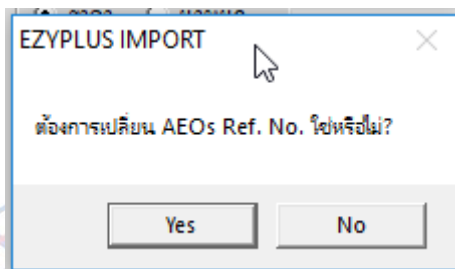 EZYPLUS IMPORT
ต้องการเปลี่ยน AEOs Ref. No. ใช่หรือไม่?
Yes
No